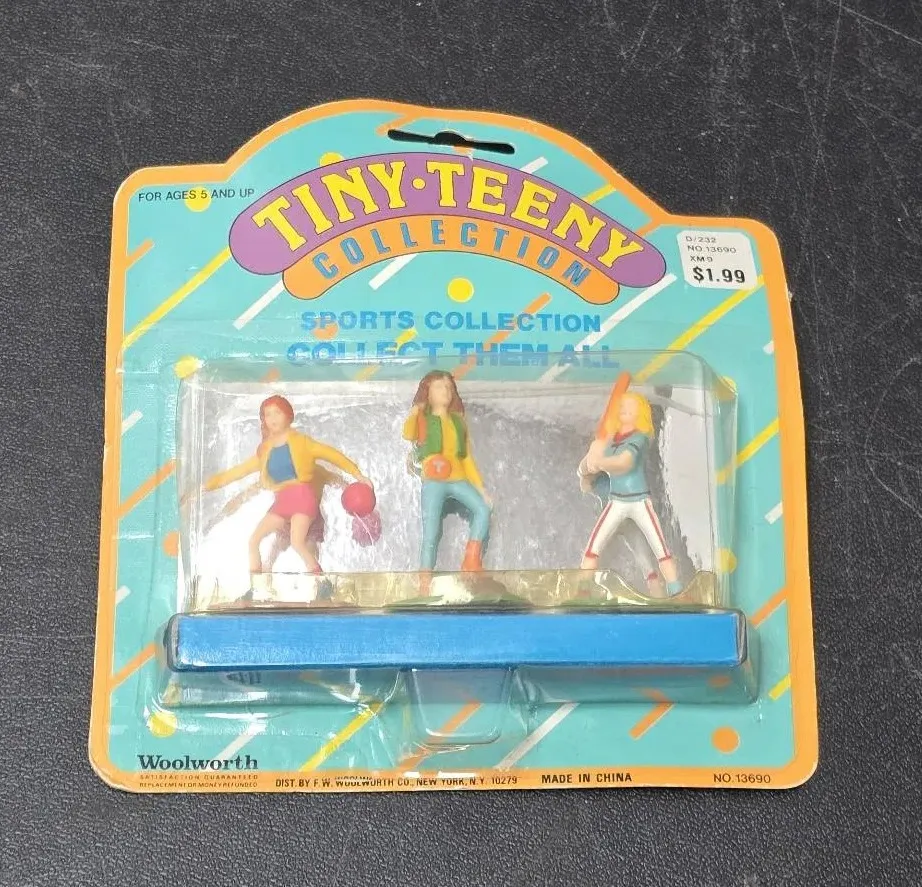 FOR AGES 5 AND UP
TINY·TEENY
COLLECTION
D/232
NO.13690
XM9
$1.99
SPORTS COLLECTION
COLLECT THEM ALL
T
Woolworth
SATISFACTION GUARANTEED
REPLACEMENT OR MONEY REFUNDED
DIST. BY F.W. WOOLWORTH CO., NEW YORK, N.Y. 10279
MADE IN CHINA
NO. 13690